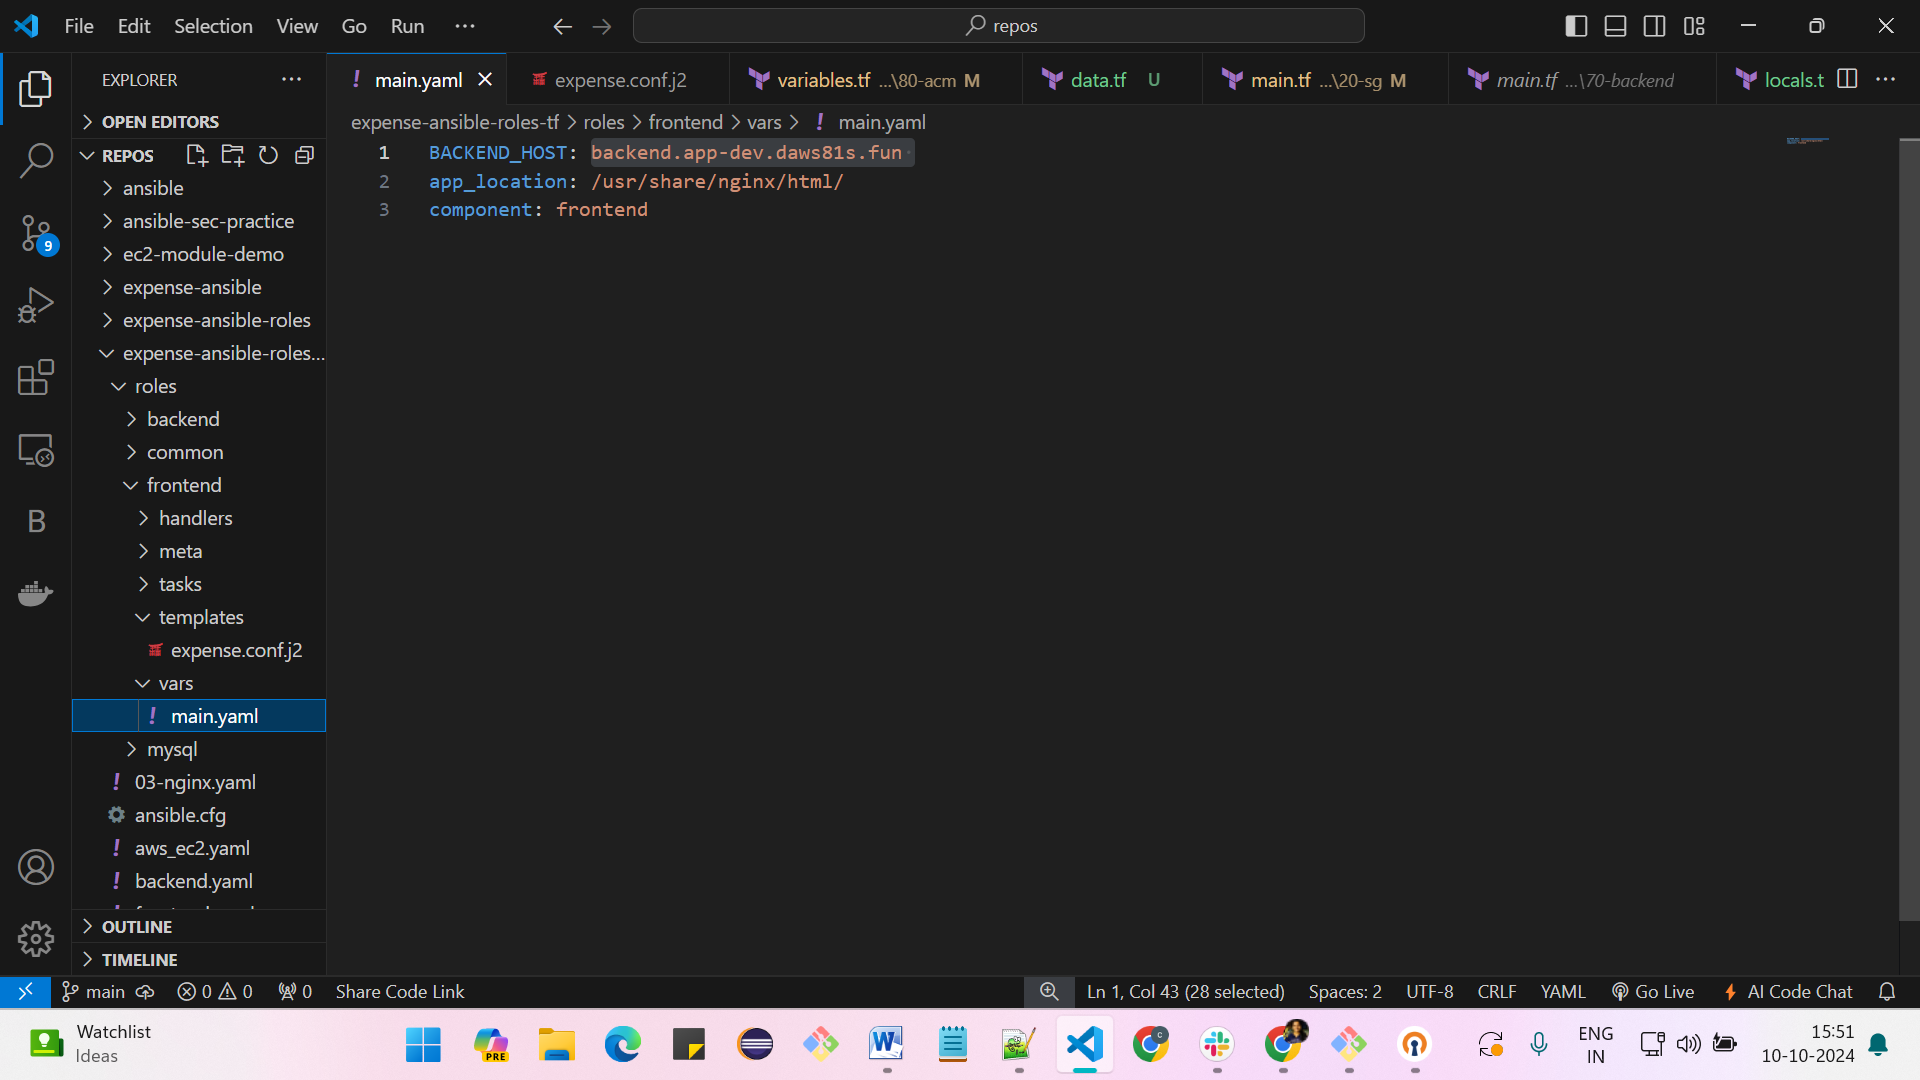 File Edit Selection View Go Run ··· repos
EXPLORER ···
OPEN EDITORS
REPOS
ansible
ansible-sec-practice
ec2-module-demo
expense-ansible
expense-ansible-roles
expense-ansible-roles...
roles
backend
common
frontend
handlers
meta
tasks
templates
expense.conf.j2
vars
! main.yaml
mysql
! 03-nginx.yaml
ansible.cfg
! aws_ec2.yaml
! backend.yaml
OUTLINE
TIMELINE
9
B
! main.yaml expense.conf.j2 variables.tf ...\80-acm M data.tf U main.tf ...\20-sg M main.tf ...\70-backend locals.t ···
expense-ansible-roles-tf > roles > frontend > vars > ! main.yaml
1 BACKEND_HOST: backend.app-dev.daws81s.fun
2 app_location: /usr/share/nginx/html/
3 component: frontend
main 0 0 0 Share Code Link Ln 1, Col 43 (28 selected) Spaces: 2 UTF-8 CRLF YAML Go Live AI Code Chat
Watchlist
Ideas
PRE
W
C
ENG
IN
15:51
10-10-2024